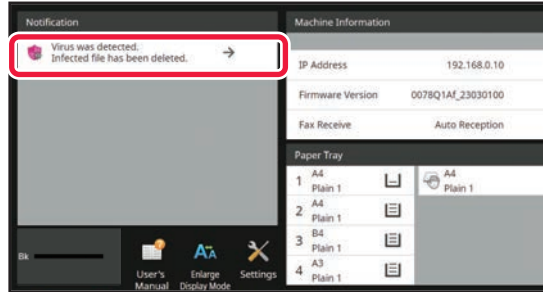 Notification
Virus was detected.
Infected file has been deleted.
Machine Information
IP Address 192.168.0.10
Firmware Version 0078Q1Af_23030100
Fax Receive Auto Reception
Paper Tray
1 A4
Plain 1
2 A4
Plain 1
3 B4
Plain 1
4 A3
Plain 1
A4
Plain 1
Bk
User's
Manual
Enlarge
Display Mode
Settings